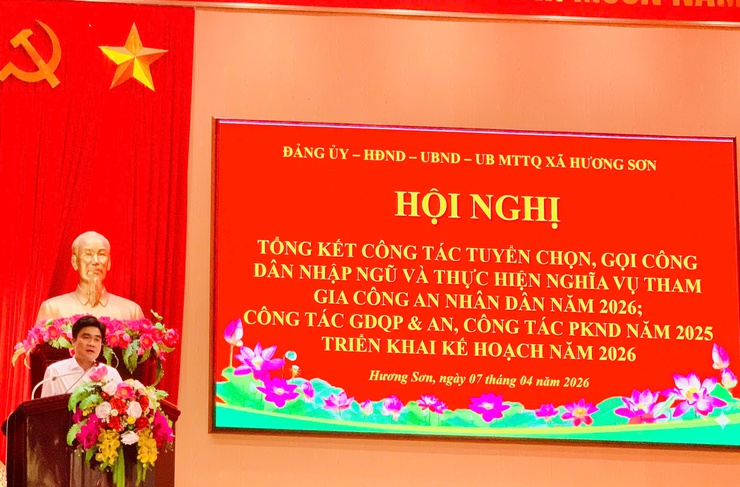 MUÔN NĂM
ĐẢNG ỦY – HĐND – UBND – UB MTTQ XÃ HƯƠNG SƠN
HỘI NGHỊ
TỔNG KẾT CÔNG TÁC TUYỂN CHỌN, GỌI CÔNG
DÂN NHẬP NGŨ VÀ THỰC HIỆN NGHĨA VỤ THAM
GIA CÔNG AN NHÂN DÂN NĂM 2026;
CÔNG TÁC GDQP & AN, CÔNG TÁC PKND NĂM 2025
TRIỂN KHAI KẾ HOẠCH NĂM 2026
Hương Sơn, ngày 07 tháng 04 năm 2026